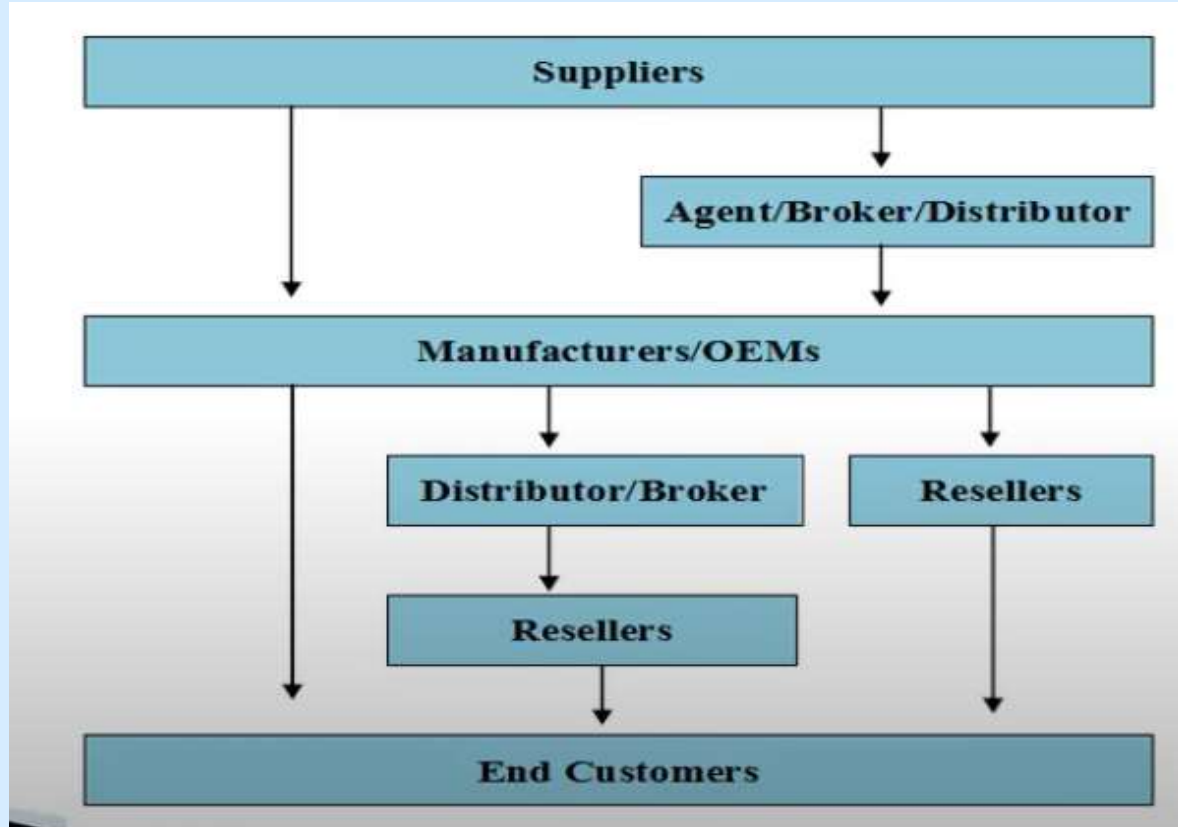 Suppliers
Agent/Broker/Distributor
Manufacturers/OEMs
Distributor/Broker
Resellers
Resellers
End Customers